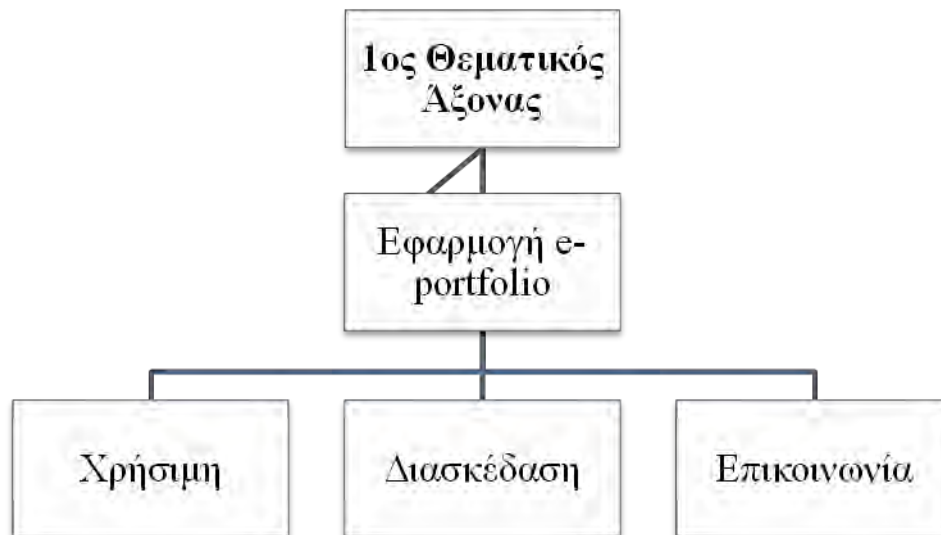 1ος Θεματικός
Άξονας
Εφαρμογή e-
portfolio
Χρήσιμη
Διασκέδαση
Επικοινωνία